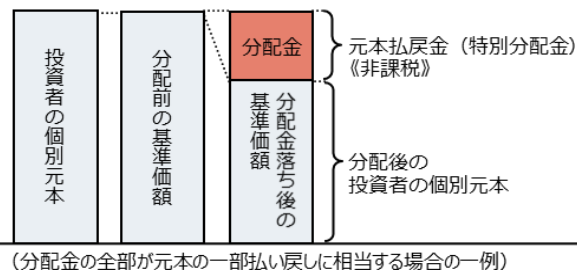 投資者の個別元本
分配前の基準価額
分配金
分配金落ち後の
基準価額
元本払戻金（特別分配金）
《非課税》
分配後の
投資者の個別元本
（分配金の全部が元本の一部払い戻しに相当する場合の一例）